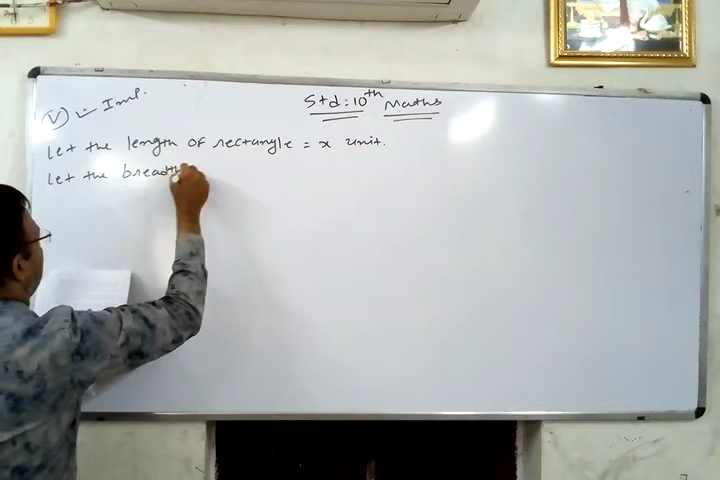 Std : 10th Maths
(V) Imp.
Let the length of rectangle = x unit.
Let the breadth